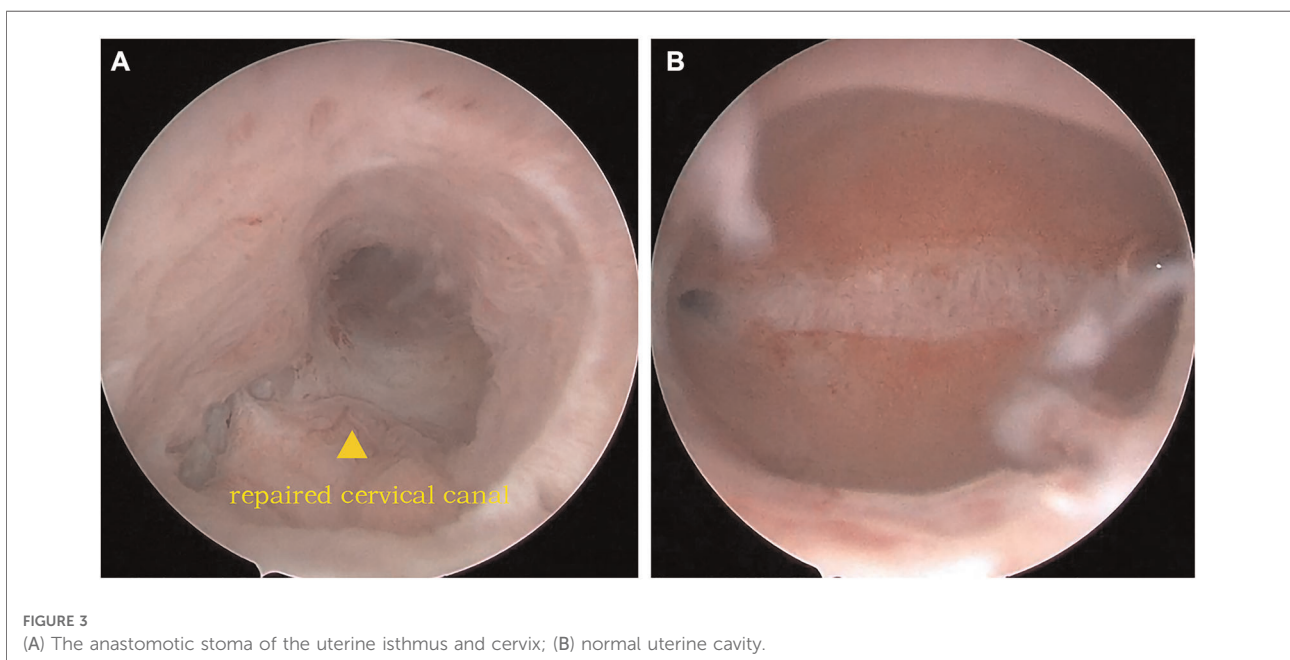 A
B
repaired cervical canal
FIGURE 3
(A) The anastomotic stoma of the uterine isthmus and cervix; (B) normal uterine cavity.